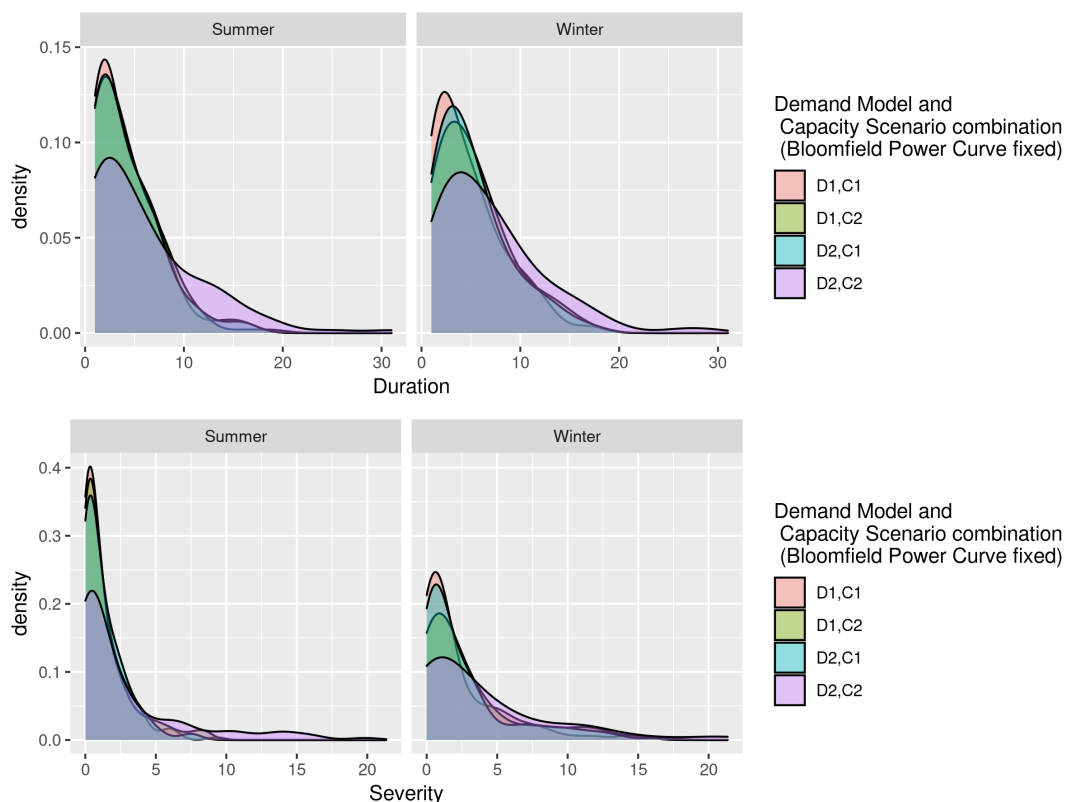 Summer
Winter
density
0.15
0.10
0.05
0.00
0 10 20 30
0 10 20 30
Duration
Demand Model and
Capacity Scenario combination
(Bloomfield Power Curve fixed)
D1,C1
D1,C2
D2,C1
D2,C2
Summer
Winter
density
0.4
0.3
0.2
0.1
0.0
0 5 10 15 20
0 5 10 15 20
Severity
Demand Model and
Capacity Scenario combination
(Bloomfield Power Curve fixed)
D1,C1
D1,C2
D2,C1
D2,C2